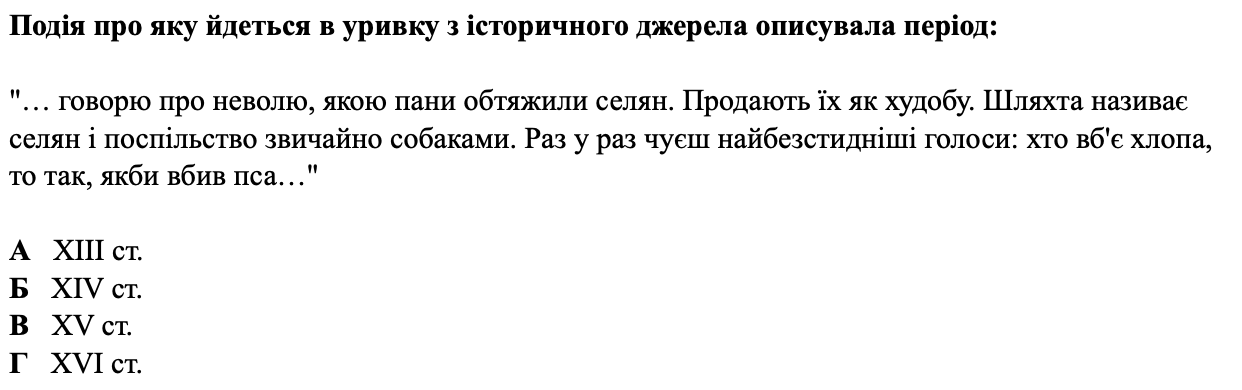 Подія про яку йдеться в уривку з історичного джерела описувала період:
"… говорю про неволю, якою пани обтяжили селян. Продають їх як худобу. Шляхта називає
селян і поспільство звичайно собаками. Раз у раз чуєш найбезстидніші голоси: хто вб'є хлопа,
то так, якби вбив пса…"
А XIII ст.
Б XIV ст.
В XV ст.
Г XVI ст.